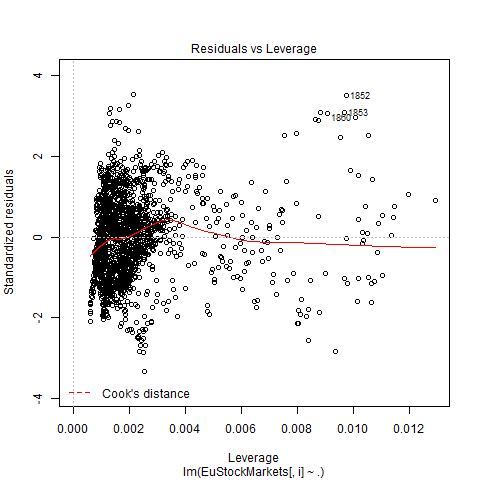 Residuals vs Leverage
4
2
0
-2
-4
Standardized residuals
1852
1853
1860
Cook's distance
0.000 0.002 0.004 0.006 0.008 0.010 0.012
Leverage
lm(EuStockMarkets[, i] ~ .)